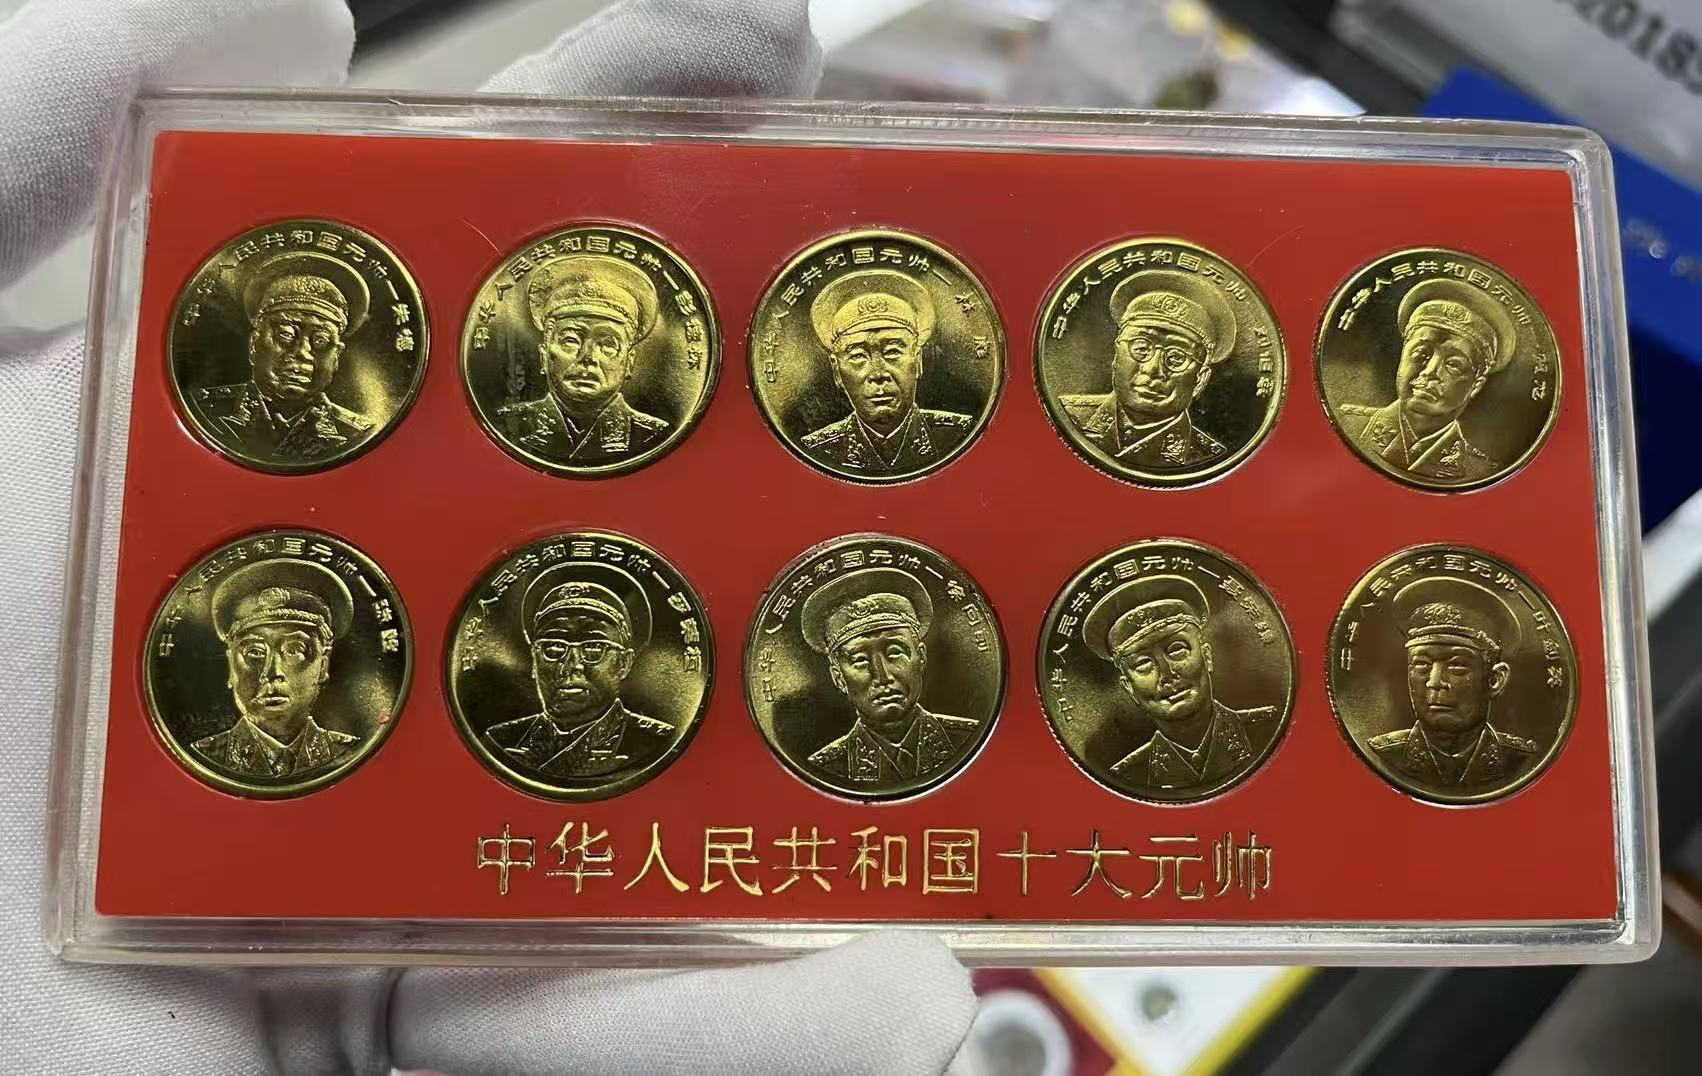 中华人民共和国元帅—朱德
中华人民共和国元帅—彭德怀
中华人民共和国元帅—林彪
中华人民共和国元帅 刘伯承
中华人民共和国元帅—贺龙
中华人民共和国元帅—陈毅
中华人民共和国元帅—罗荣桓
中华人民共和国元帅—徐向前
中华人民共和国元帅—聂荣臻
中华人民共和国元帅—叶剑英
中华人民共和国十大元帅